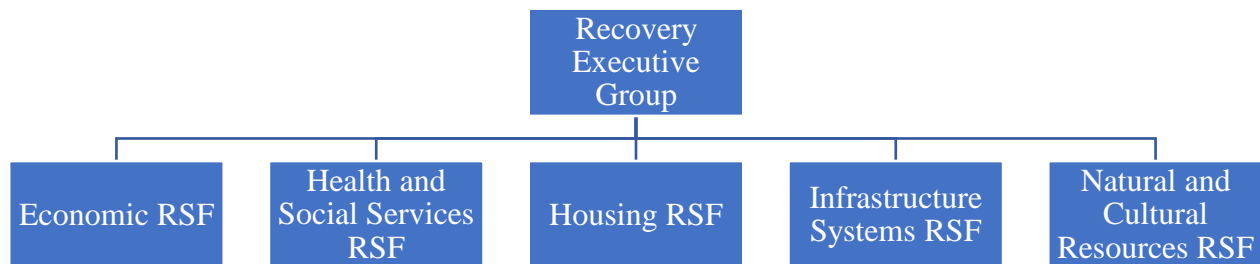 Recovery
Executive
Group
Economic RSF
Health and
Social Services
RSF
Housing RSF
Infrastructure
Systems RSF
Natural and
Cultural
Resources RSF